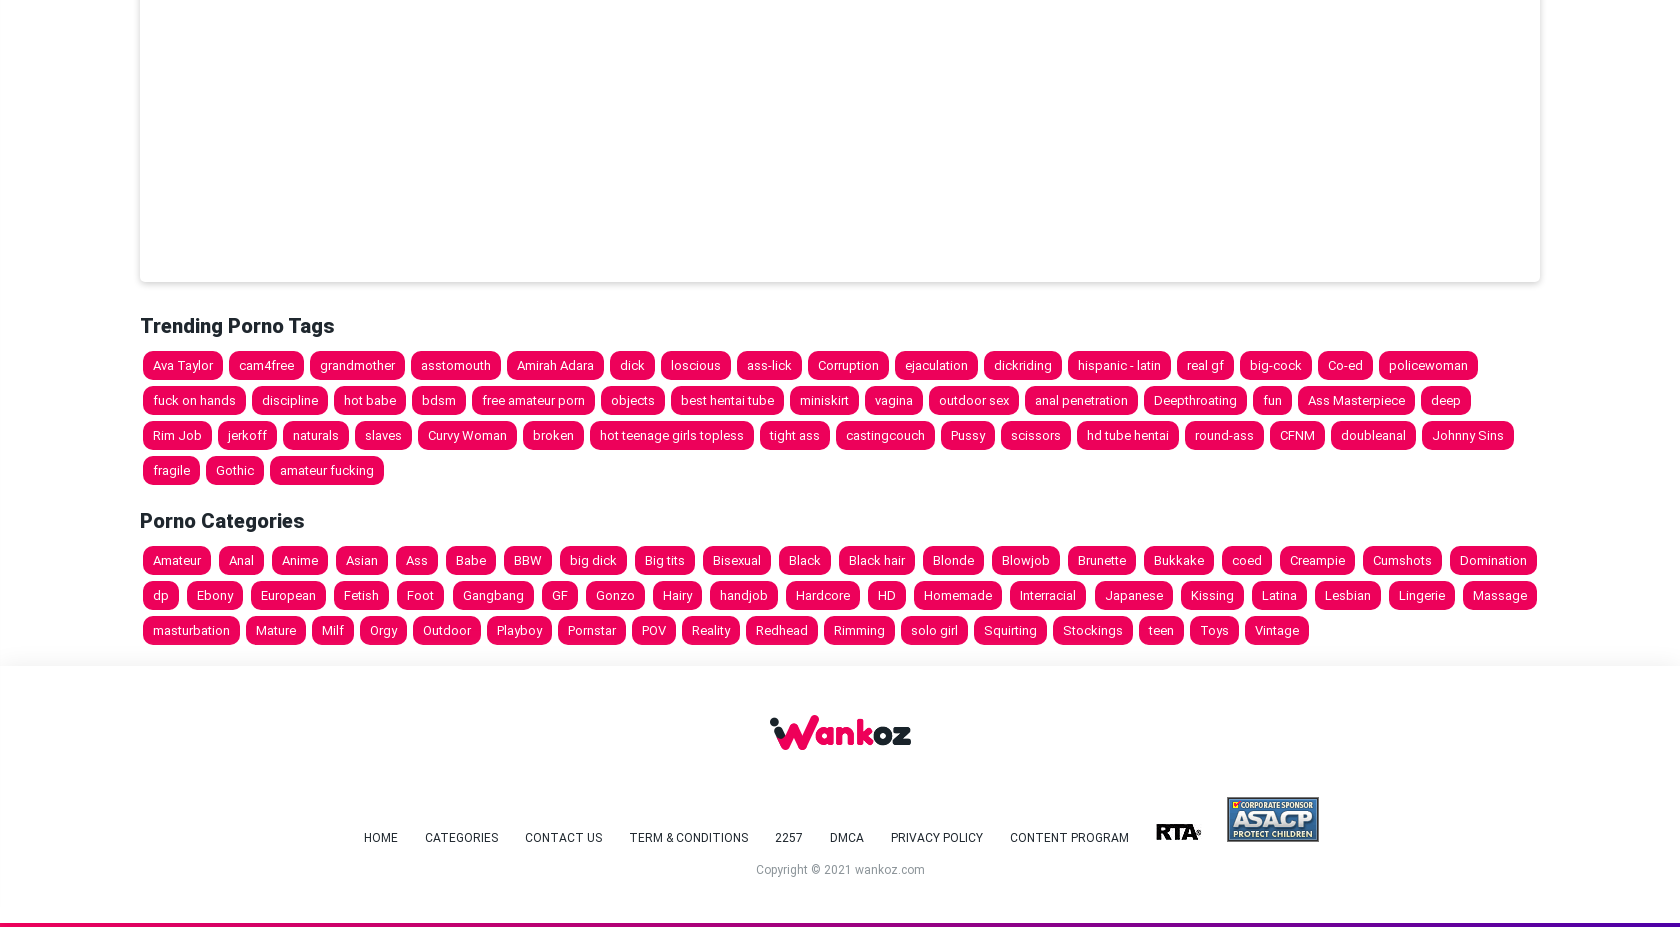 Trending Porno Tags
Ava Taylor cam4free grandmother asstomouth Amirah Adara dick loscious ass-lick Corruption ejaculation dickriding hispanic - latin real gf big-cock Co-ed policewoman
fuck on hands discipline hot babe bdsm free amateur porn objects best hentai tube miniskirt vagina outdoor sex anal penetration Deepthroating fun Ass Masterpiece deep
Rim Job jerkoff naturals slaves Curvy Woman broken hot teenage girls topless tight ass castingcouch Pussy scissors hd tube hentai round-ass CFNM doubleanal Johnny Sins
fragile Gothic amateur fucking
Porno Categories
Amateur Anal Anime Asian Ass Babe BBW big dick Big tits Bisexual Black Black hair Blonde Blowjob Brunette Bukkake coed Creampie Cumshots Domination
dp Ebony European Fetish Foot Gangbang GF Gonzo Hairy handjob Hardcore HD Homemade Interracial Japanese Kissing Latina Lesbian Lingerie Massage
masturbation Mature Milf Orgy Outdoor Playboy Pornstar POV Reality Redhead Rimming solo girl Squirting Stockings teen Toys Vintage
Wankoz
HOME CATEGORIES CONTACT US TERM & CONDITIONS 2257 DMCA PRIVACY POLICY CONTENT PROGRAM RTA® CORPORATE SPONSOR
ASACP
PROTECT CHILDREN
Copyright © 2021 wankoz.com